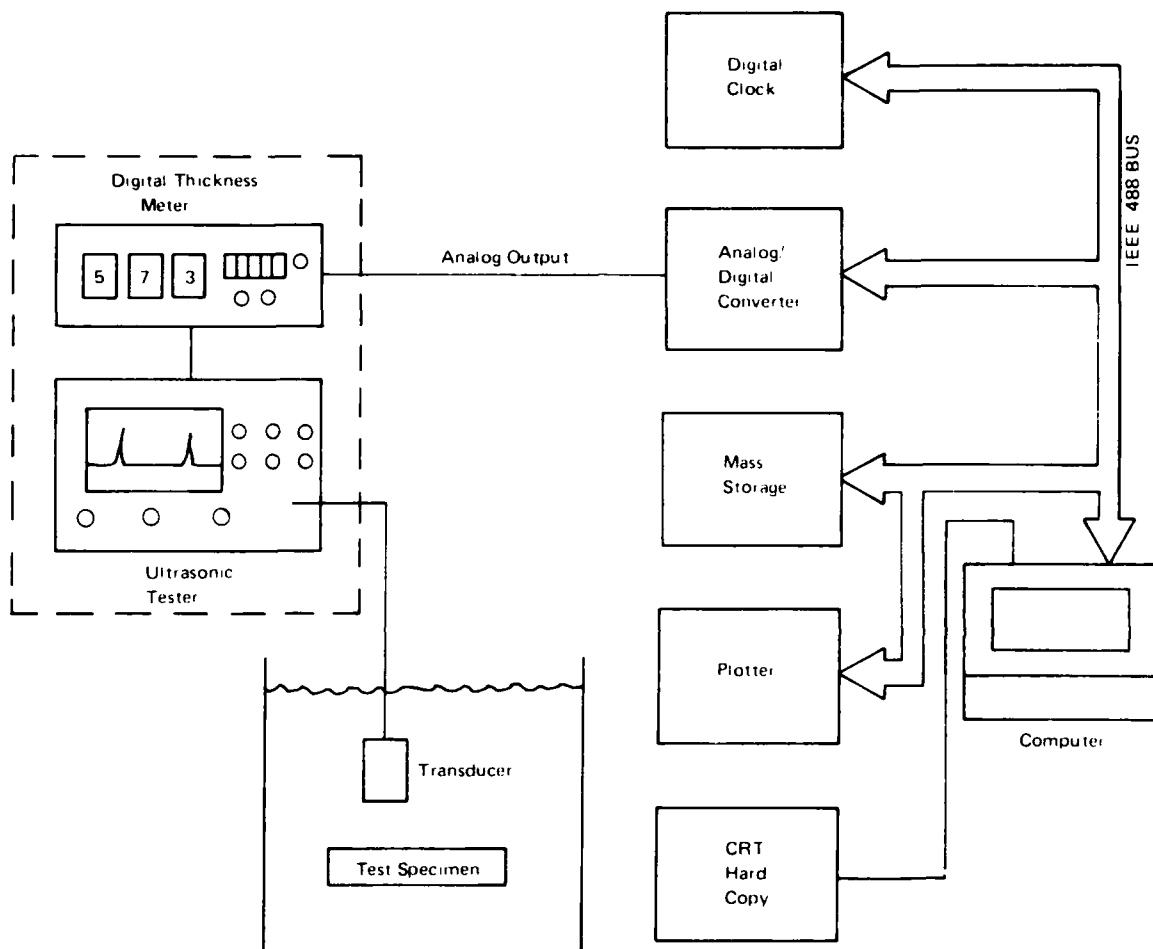 Digital
Clock
IEEE 488 BUS
Digital Thickness
Meter
5 7 3
Analog Output
Analog/
Digital
Converter
Mass
Storage
Ultrasonic
Tester
Plotter
Computer
Transducer
Test Specimen
CRT
Hard
Copy